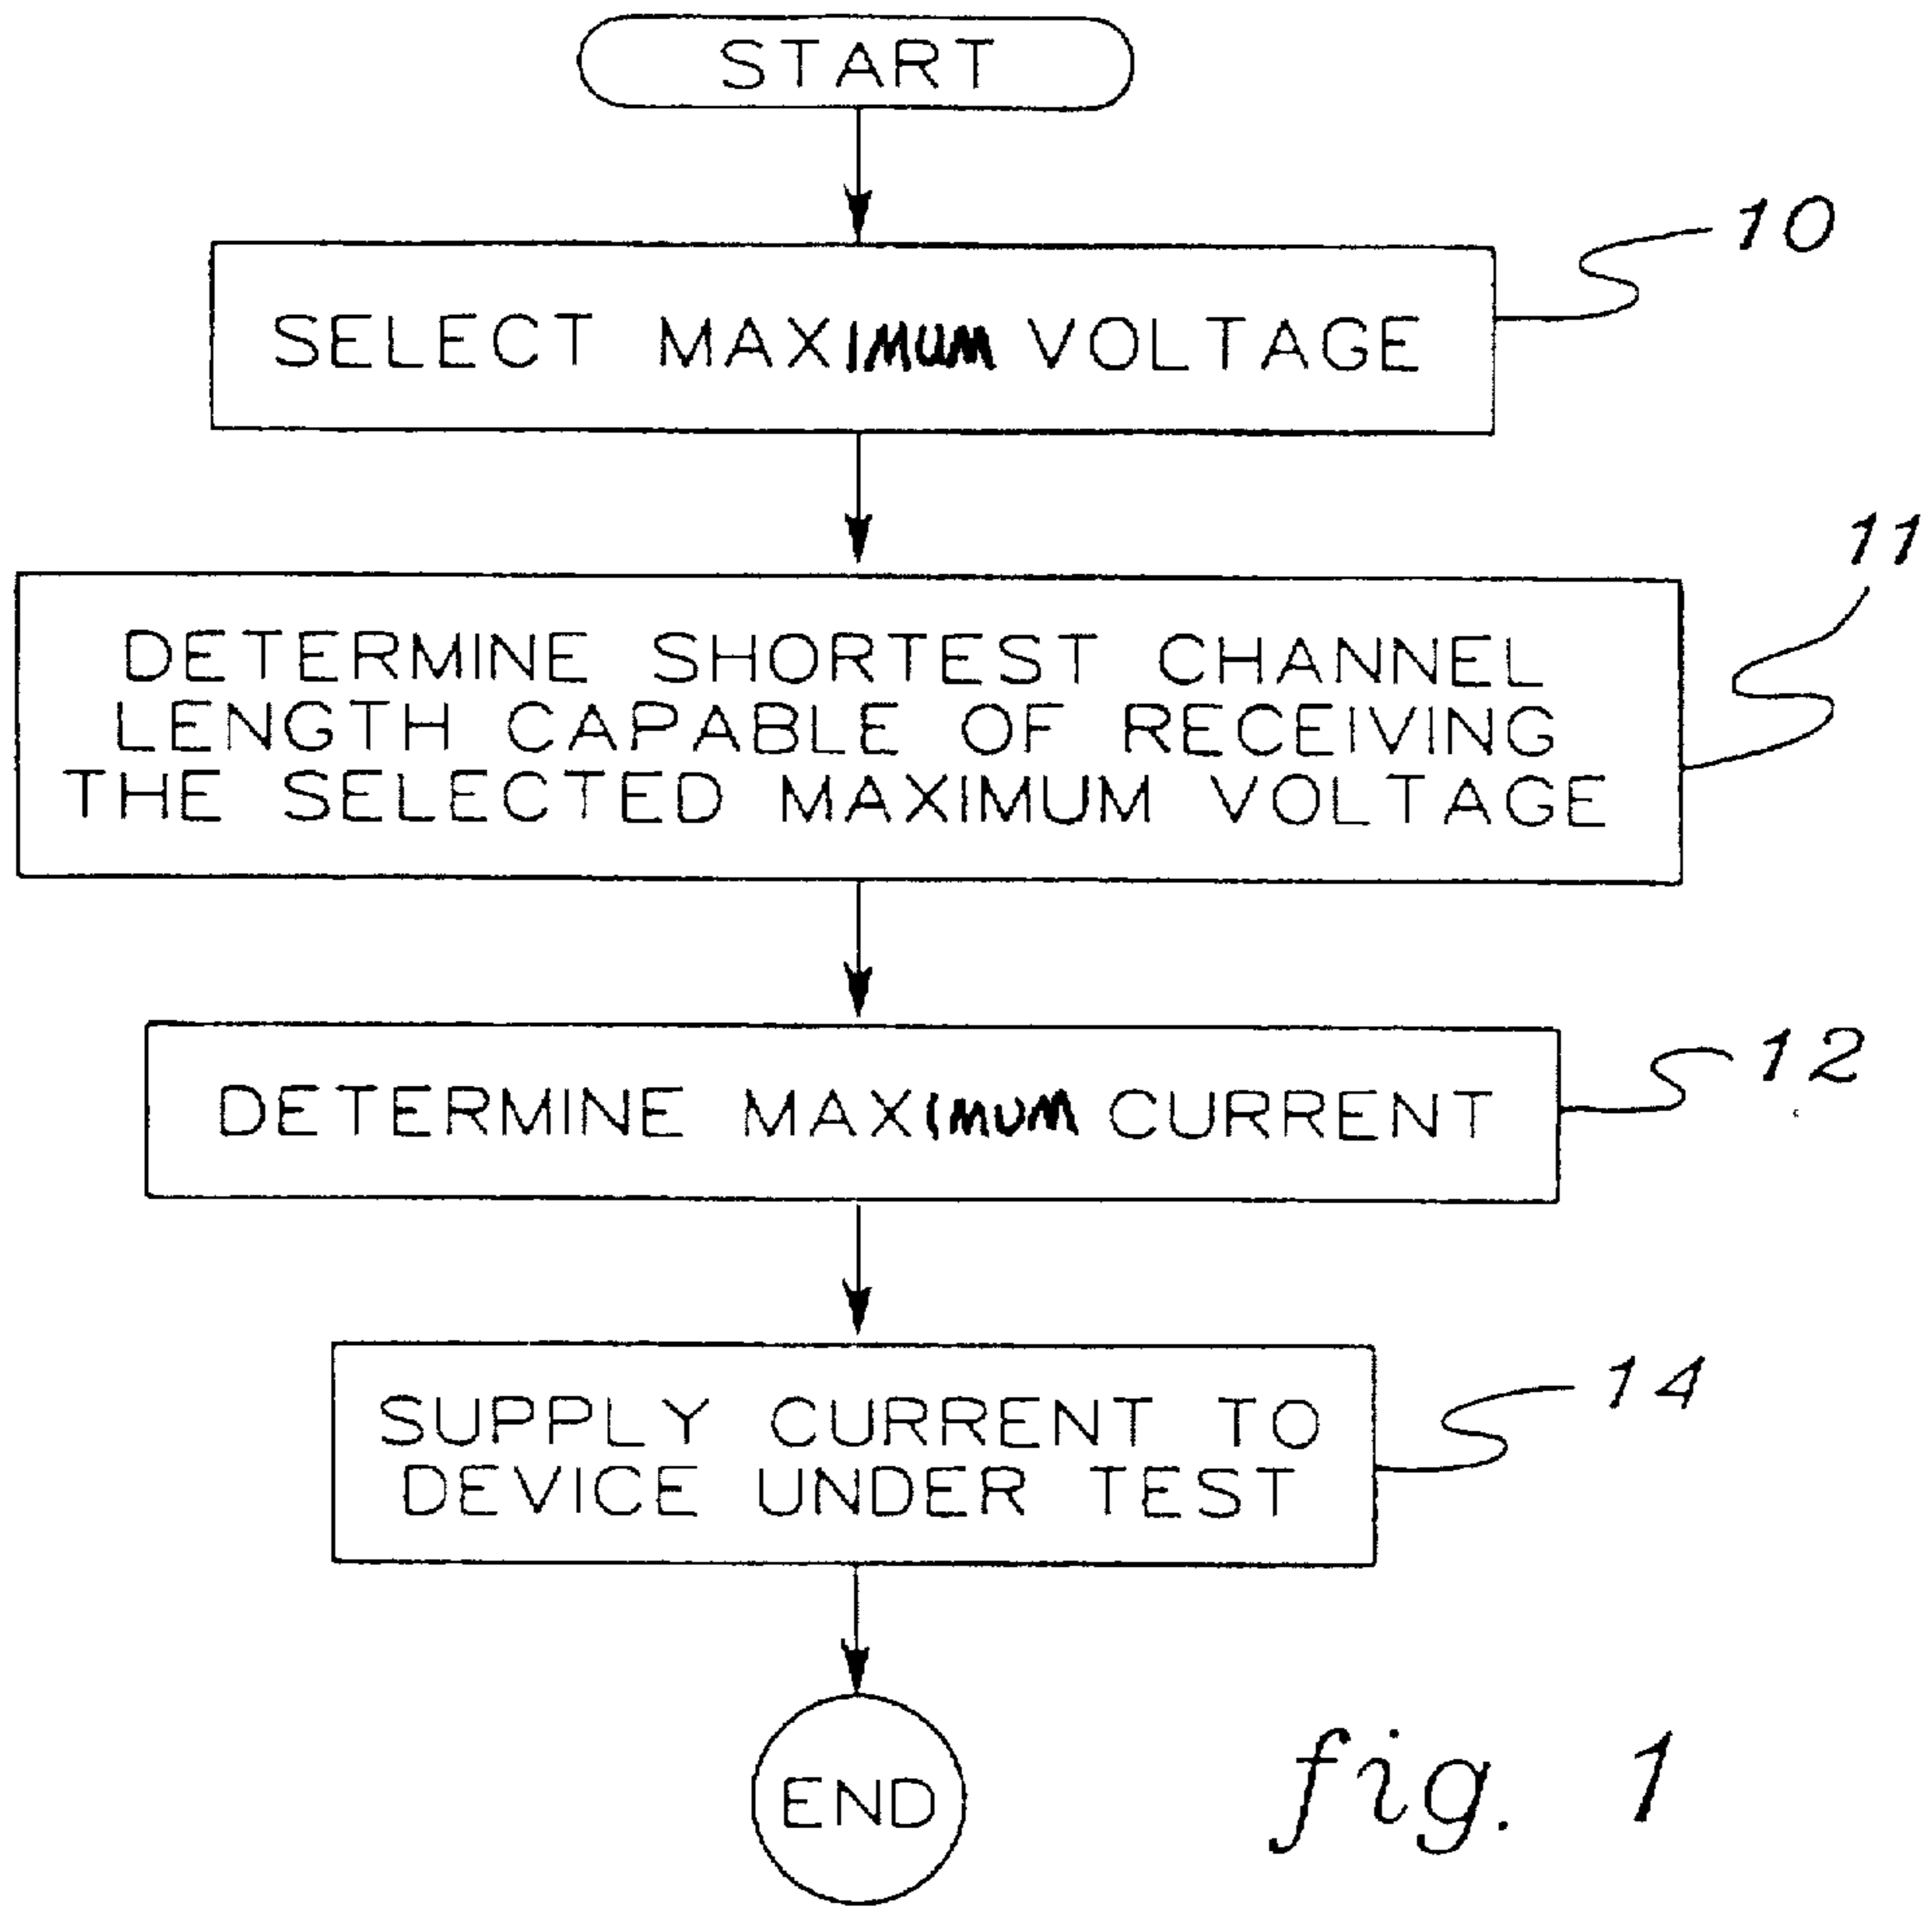 START
10
SELECT MAXIMUM VOLTAGE
11
DETERMINE SHORTEST CHANNEL
LENGTH CAPABLE OF RECEIVING
THE SELECTED MAXIMUM VOLTAGE
12
DETERMINE MAXIMUM CURRENT
14
SUPPLY CURRENT TO
DEVICE UNDER TEST
END
fig. 1